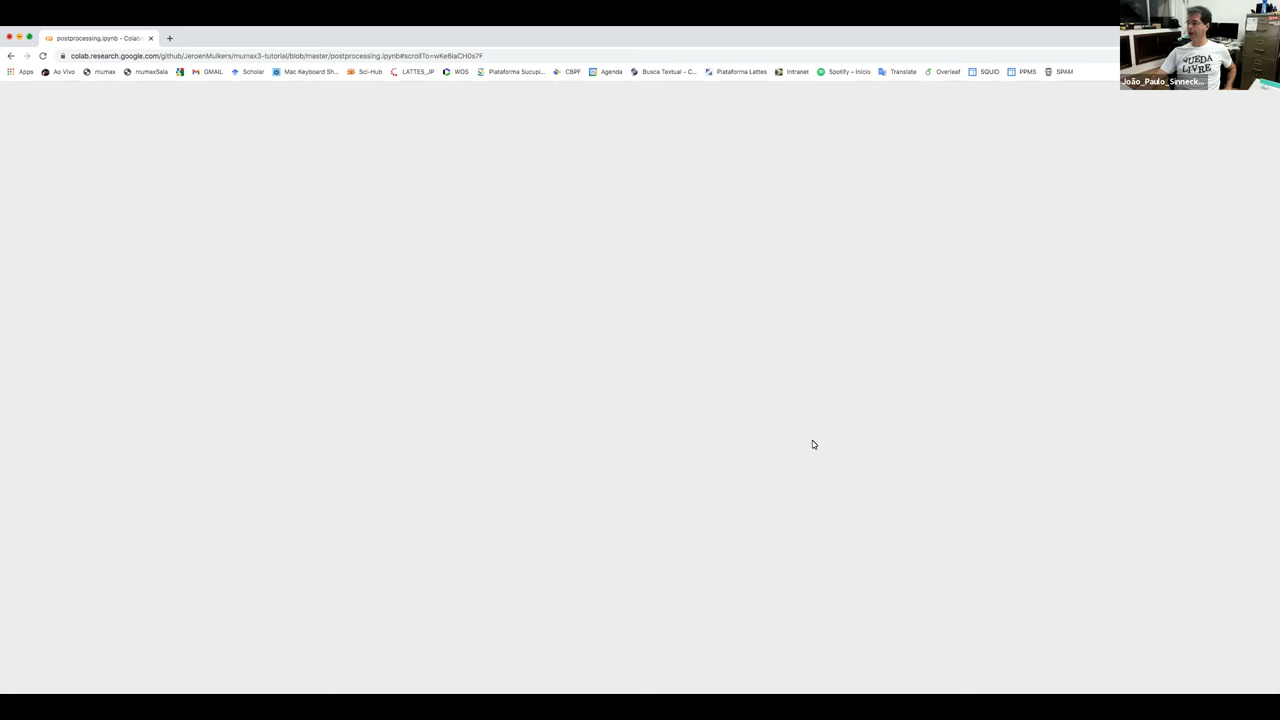 postprocessing.ipynb - Colab
colab.research.google.com/github/JeroenMulkers/mumax3-tutorial/blob/master/postprocessing.ipynb#scrollTo=wKe6laCH0s7F
Apps Ao Vivo mumax mumaxSala GMAIL Scholar Mac Keyboard Sh... Sci-Hub LATTES_JP WOS Plataforma Sucupi... CBPF Agenda Busca Textual - C... Plataforma Lattes Intranet Spotify – Início Translate Overleaf SQUID PPMS SPAM
QUEDA
LIVRE
João_Paulo_Sinneck...